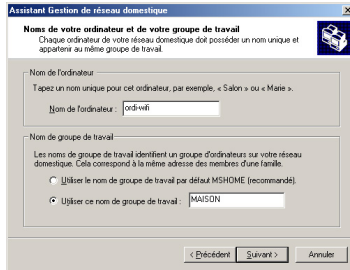 Assistant Gestion de réseau domestique
Noms de votre ordinateur et de votre groupe de travail
Chaque ordinateur de votre réseau domestique doit posséder un nom unique et
appartenir au même groupe de travail.
Nom de l'ordinateur
Tapez un nom unique pour cet ordinateur, par exemple, « Salon » ou « Marie ».
Nom de l'ordinateur : ordi-wifi
Nom de groupe de travail
Les noms de groupe de travail identifient un groupe d'ordinateurs sur votre réseau
domestique. Cela correspond à la même adresse des membres d'une famille.
Utiliser le nom de groupe de travail par défaut MSHOME (recommandé).
Utiliser ce nom de groupe de travail : MAISON
< Précédent Suivant > Annuler